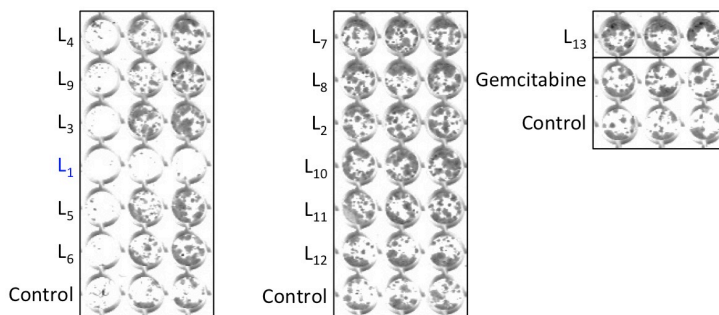 L4
L9
L3
L1
L5
L6
Control
L7
L8
L2
L10
L11
L12
Control
L13
Gemcitabine
Control